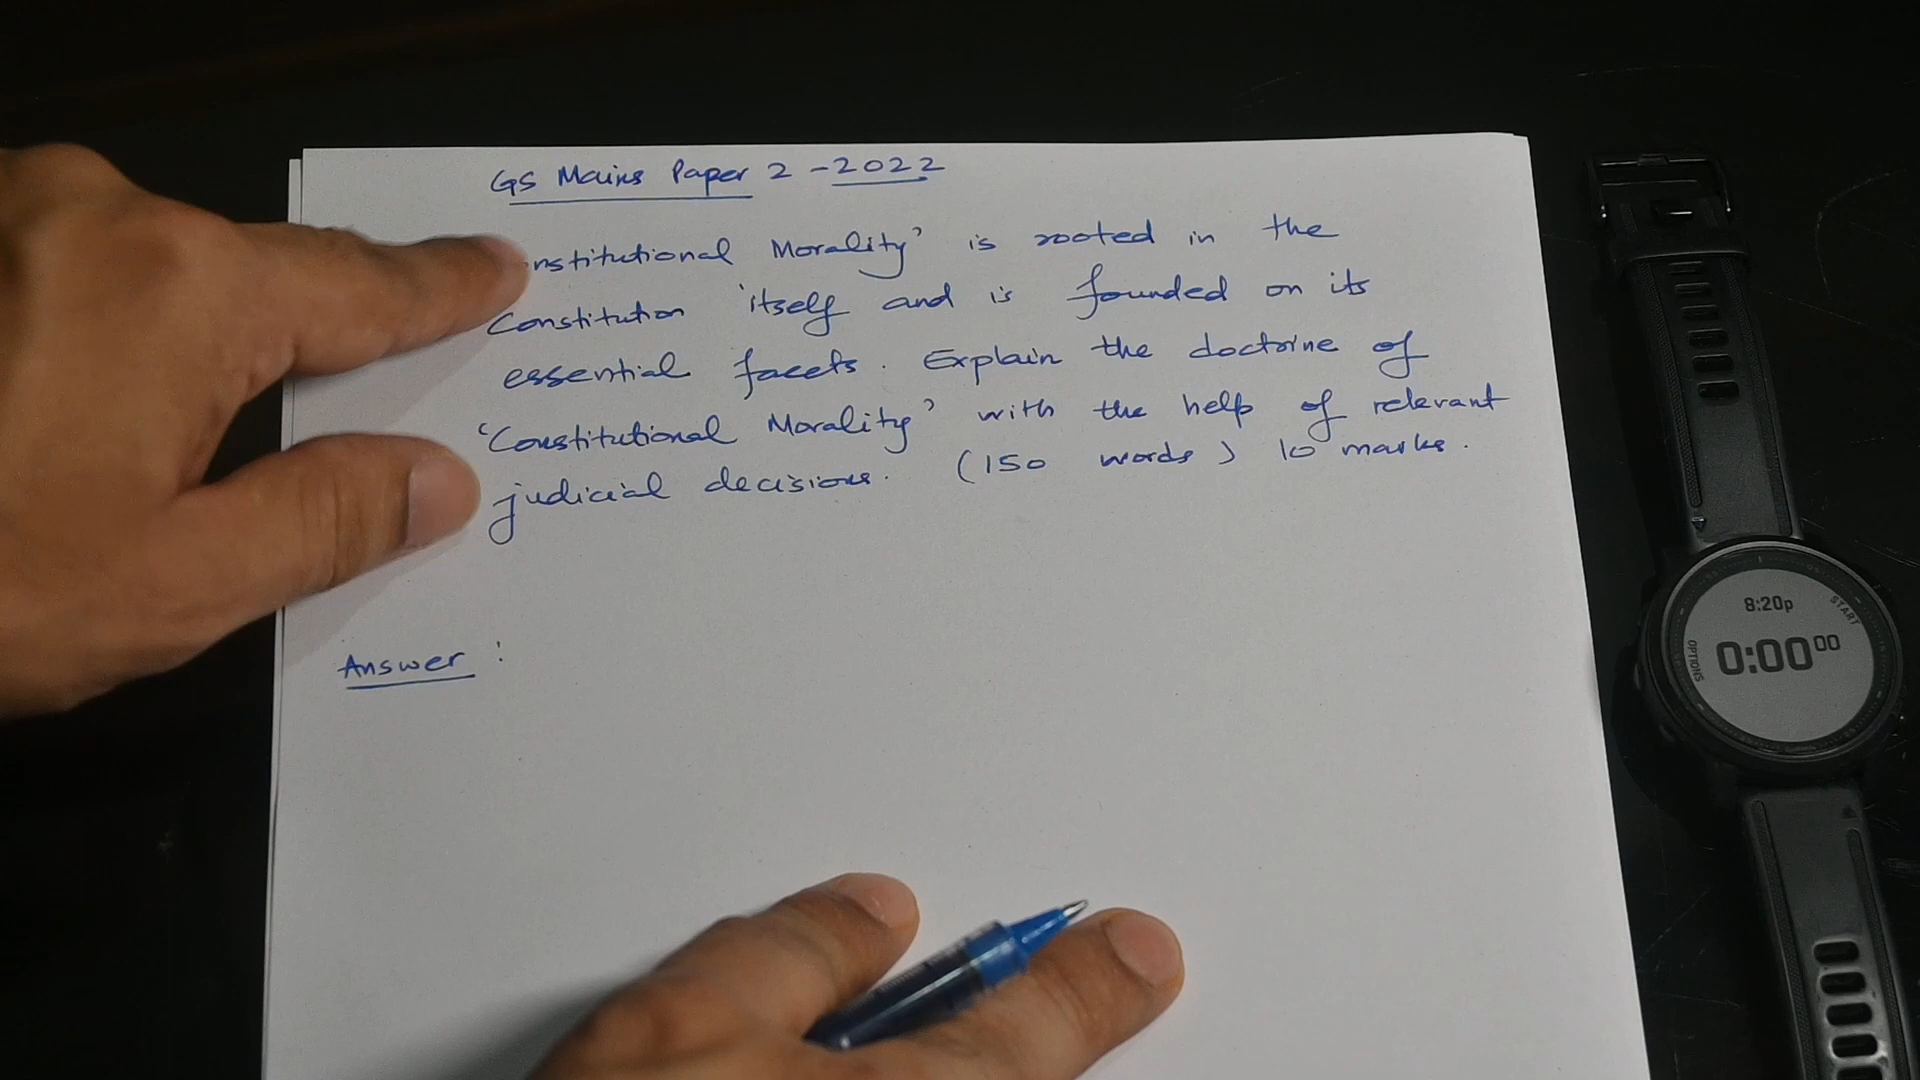 GS Mains Paper 2 - 2022
nstitutional Morality' is rooted in the
Constitution itself and is founded on its
essential facets. Explain the doctrine of
'Constitutional Morality' with the help of relevant
judicial decisions. (150 words) 10 marks.
Answer :
8:20p
START
0:00 00
OPTIONS